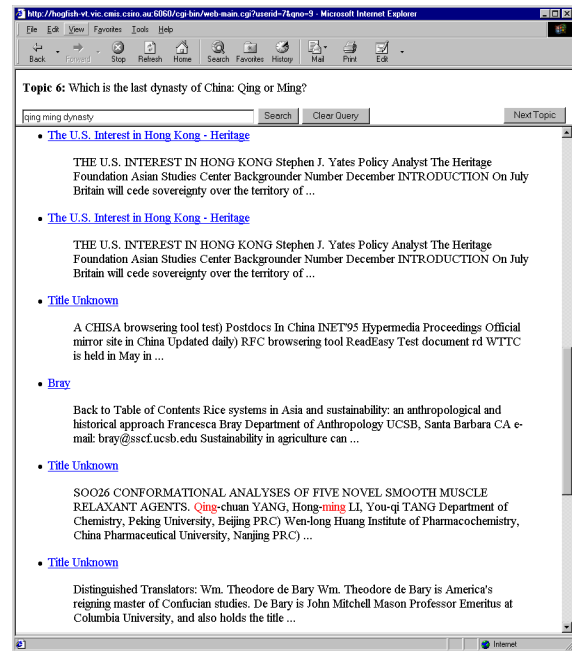 http://hogfish-vt.vic.cmis.csiro.au:6060/cgi-bin/web-main.cgi?userid=7&qno=9 - Microsoft Internet Explorer
File Edit View Favorites Tools Help
Back Forward Stop Refresh Home Search Favorites History Mail Print Edit
Topic 6: Which is the last dynasty of China: Qing or Ming?
qing ming dynasty Search Clear Query Next Topic
The U.S. Interest in Hong Kong - Heritage
THE U.S. INTEREST IN HONG KONG Stephen J. Yates Policy Analyst The Heritage
Foundation Asian Studies Center Backgrounder Number December INTRODUCTION On July
Britain will cede sovereignty over the territory of ...
The U.S. Interest in Hong Kong - Heritage
THE U.S. INTEREST IN HONG KONG Stephen J. Yates Policy Analyst The Heritage
Foundation Asian Studies Center Backgrounder Number December INTRODUCTION On July
Britain will cede sovereignty over the territory of ...
Title Unknown
A CHISA browsering tool test) Postdocs In China INET'95 Hypermedia Proceedings Official
mirror site in China Updated daily) RFC browsering tool ReadEasy Test document rd WTTC
is held in May in ...
Bray
Back to Table of Contents Rice systems in Asia and sustainability: an anthropological and
historical approach Francesca Bray Department of Anthropology UCSB, Santa Barbara CA e-
mail: bray@sscf.ucsb.edu Sustainability in agriculture can ...
Title Unknown
SOO26 CONFORMATIONAL ANALYSES OF FIVE NOVEL SMOOTH MUSCLE
RELAXANT AGENTS. Qing-chuan YANG, Hong-ming LI, You-qi TANG Department of
Chemistry, Peking University, Beijing PRC) Wen-long Huang Institute of Pharmacochemistry,
China Pharmaceutical University, Nanjing PRC) ...
Title Unknown
Distinguished Translators: Wm. Theodore de Bary Wm. Theodore de Bary is America's
reigning master of Confucian studies. De Bary is John Mitchell Mason Professor Emeritus at
Columbia University, and also holds the title ...
Internet